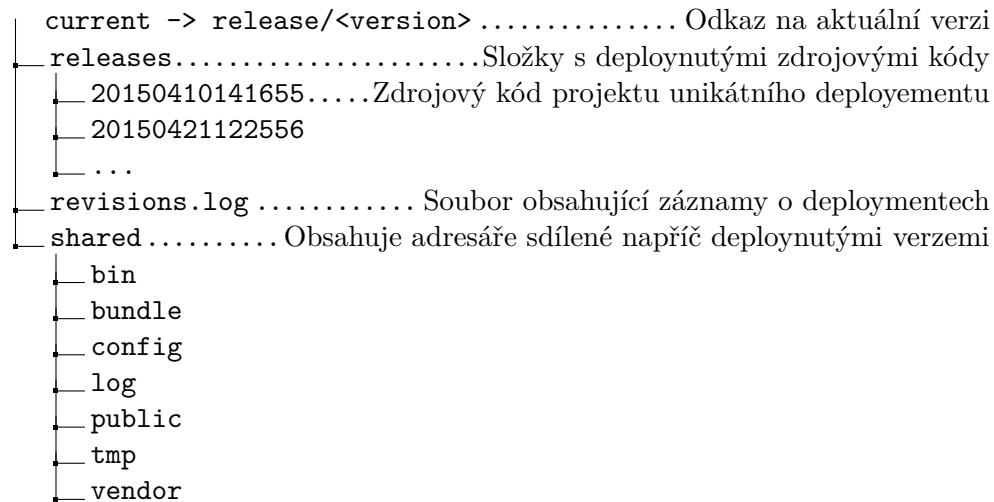 current -> release/<version> ............... Odkaz na aktuální verzi
releases.......................Složky s deploynutými zdrojovými kódy
20150410141655.....Zdrojový kód projektu unikátního deployementu
20150421122556
...
revisions.log ............ Soubor obsahující záznamy o deploymentech
shared.......... Obsahuje adresáře sdílené napříč deploynutými verzemi
bin
bundle
config
log
public
tmp
vendor